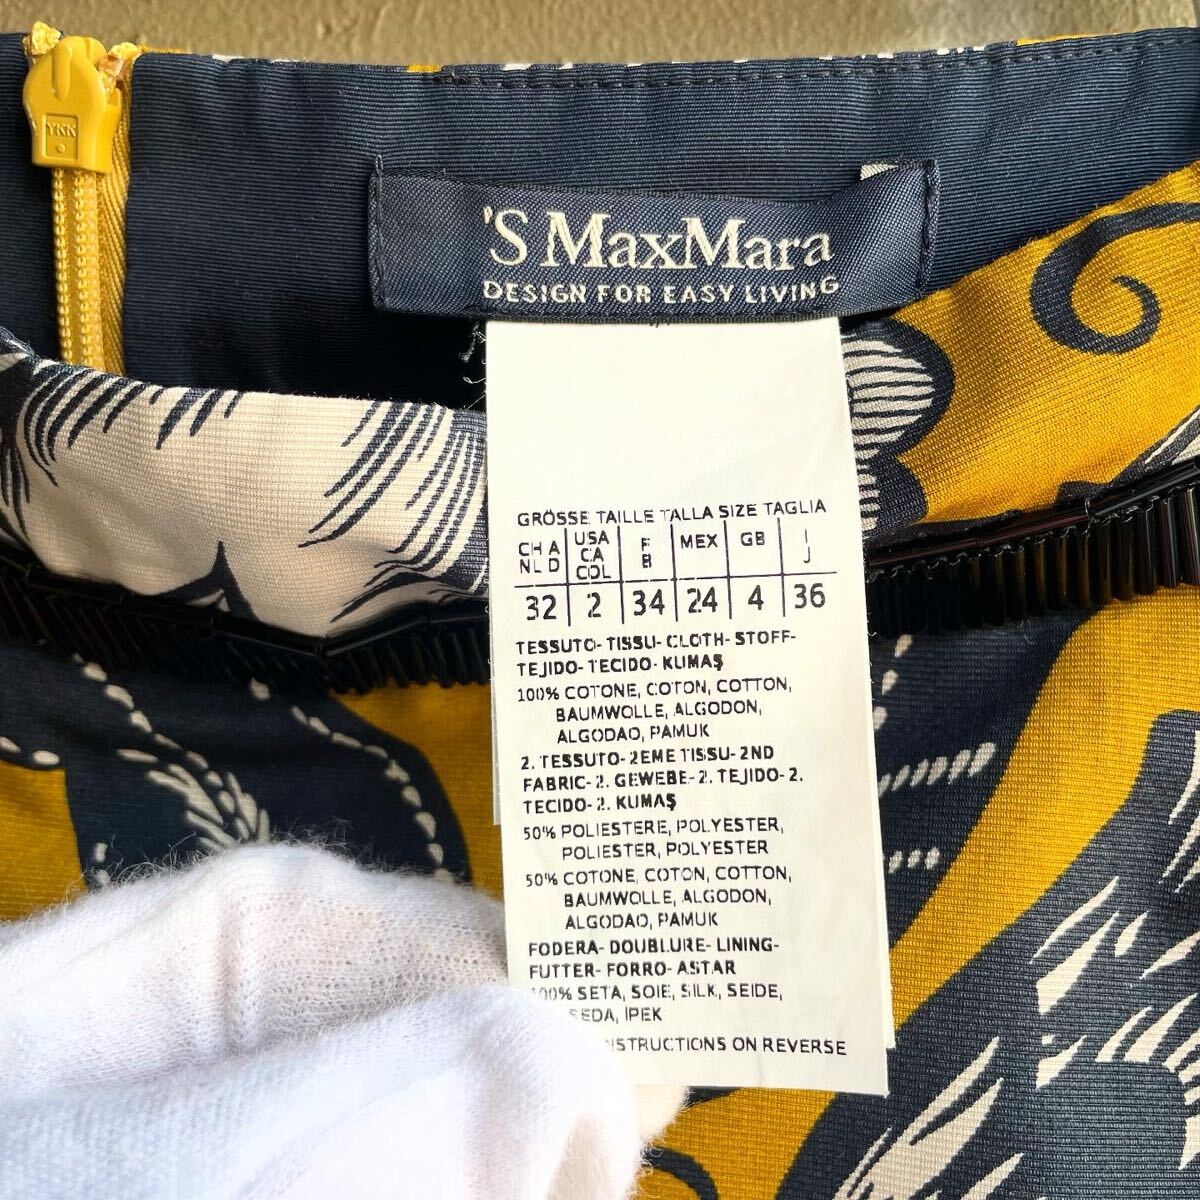 YKK
'S MaxMara
DESIGN FOR EASY LIVING
GRÖSSE TAILLE TALLA SIZE TAGLIA
CH A NL D USA CA COL F B MEX GB I J
32 2 34 24 4 36
TESSUTO- TISSU- CLOTH- STOFF-
TEJIDO- TECIDO- KUMAŞ
100% COTONE, COTON, COTTON,
BAUMWOLLE, ALGODON,
ALGODAO, PAMUK
2. TESSUTO- 2EME TISSU- 2ND
FABRIC- 2. GEWEBE- 2. TEJIDO- 2.
TECIDO- 2. KUMAŞ
50% POLIESTERE, POLYESTER,
POLIESTER, POLYESTER
50% COTONE, COTON, COTTON,
BAUMWOLLE, ALGODON,
ALGODAO, PAMUK
FODERA- DOUBLURE- LINING-
FUTTER- FORRO- ASTAR
100% SETA, SOIE, SILK, SEIDE,
SEDA, İPEK
ON REVERSE